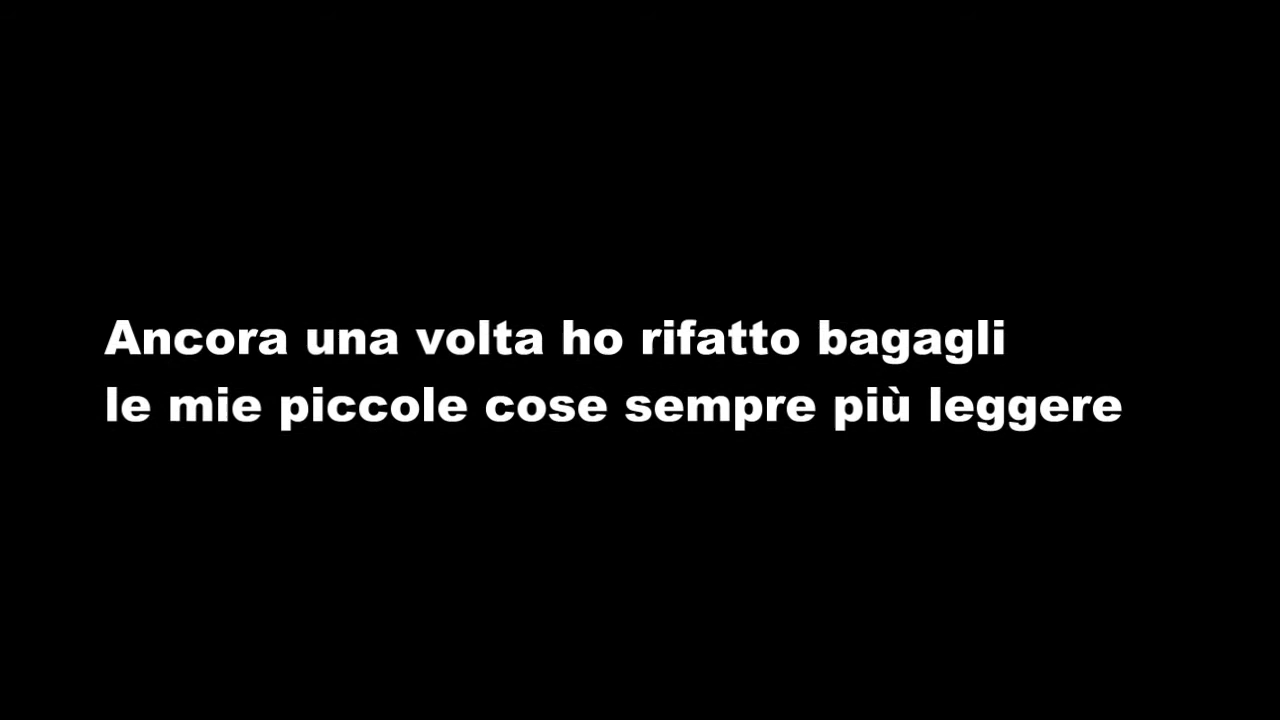 Ancora una volta ho rifatto bagagli
le mie piccole cose sempre più leggere